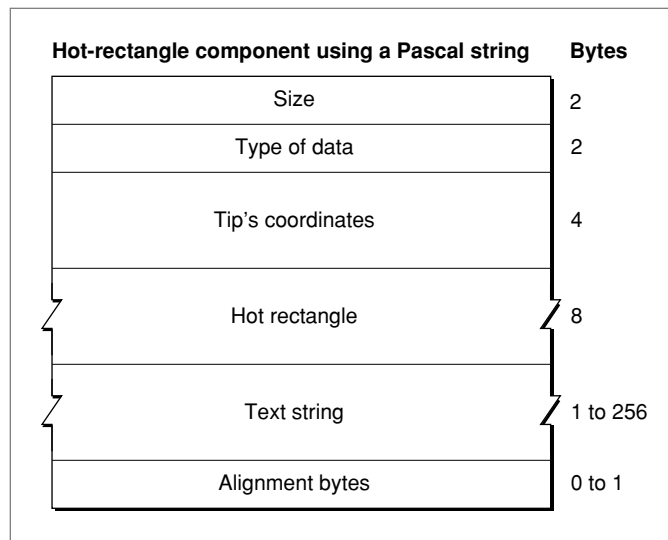 Hot-rectangle component using a Pascal string Bytes
Size 2
Type of data 2
Tip's coordinates 4
Hot rectangle 8
Text string 1 to 256
Alignment bytes 0 to 1